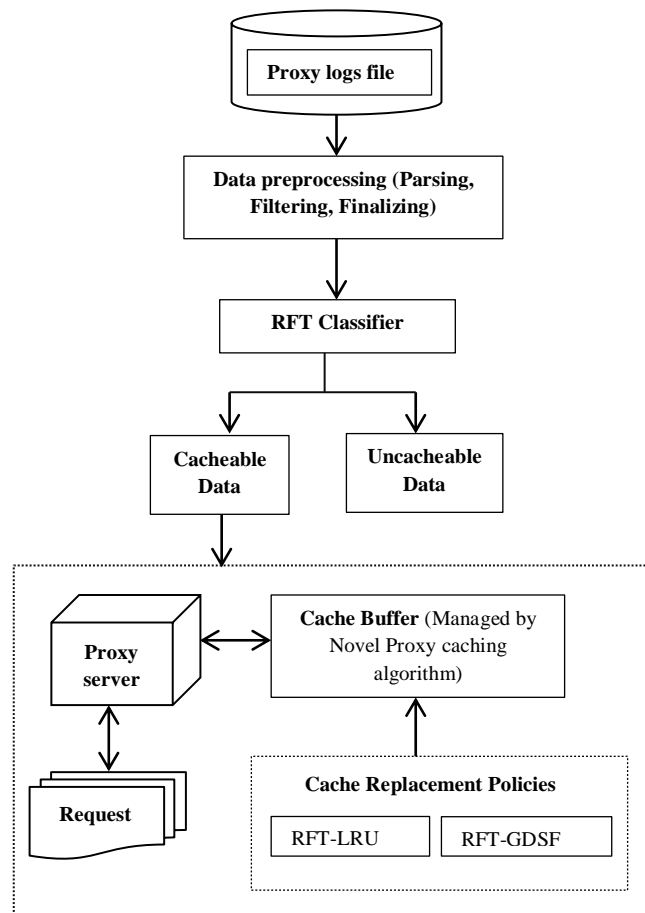 Proxy logs file
Data preprocessing (Parsing,
Filtering, Finalizing)
RFT Classifier
Cacheable
Data
Uncacheable
Data
Proxy
server
Cache Buffer (Managed by
Novel Proxy caching
algorithm)
Request
Cache Replacement Policies
RFT-LRU
RFT-GDSF